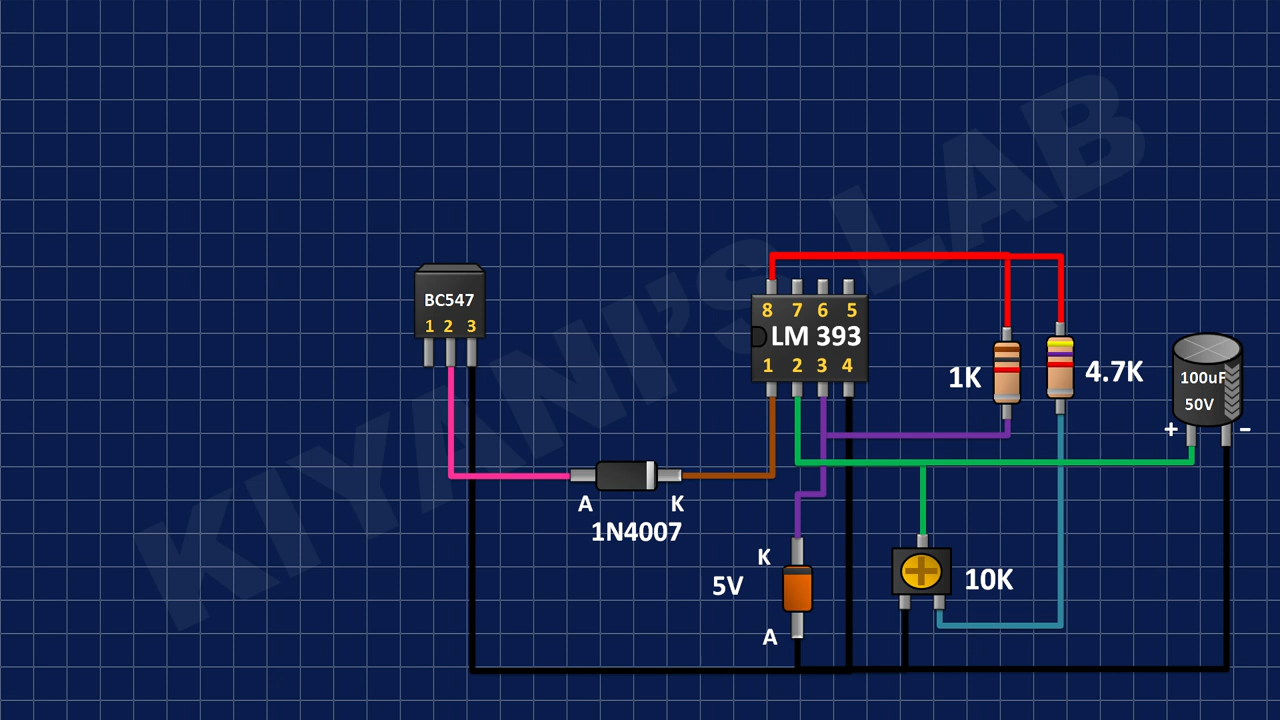 KIYANI'S LAB
BC547
1 2 3
8 7 6 5
LM 393
1 2 3 4
1K
4.7K
100uF
50V
+ -
A K
1N4007
K
5V
A
10K